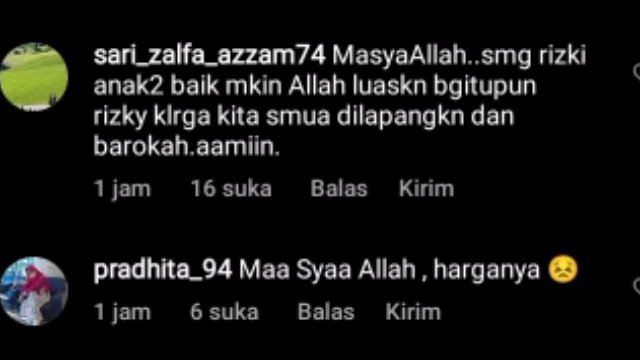 sari_zalfa_azzam74 MasyaAllah..smg rizki
anak2 baik mkin Allah luaskn bgitupun
rizky klrga kita smua dilapangkn dan
barokah.aamiin.
1 jam 16 suka Balas Kirim
pradhita_94 Maa Syaa Allah , harganya 😣
1 jam 6 suka Balas Kirim